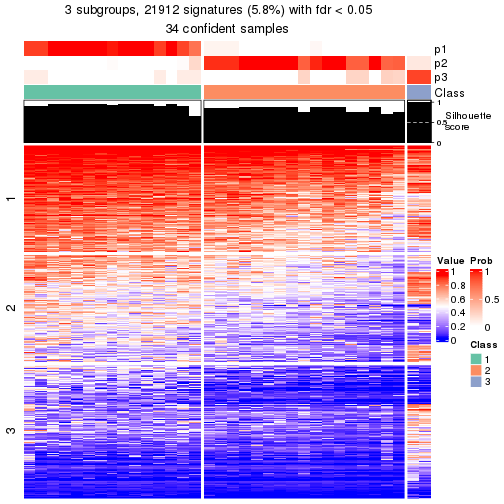 3 subgroups, 21912 signatures (5.8%) with fdr < 0.05
34 confident samples
p1
p2
p3
Class
1
0.5
0
Silhouette
score
1
2
3
Value
1
0.8
0.6
0.4
0.2
0
Prob
1
0.5
0
Class
1
2
3